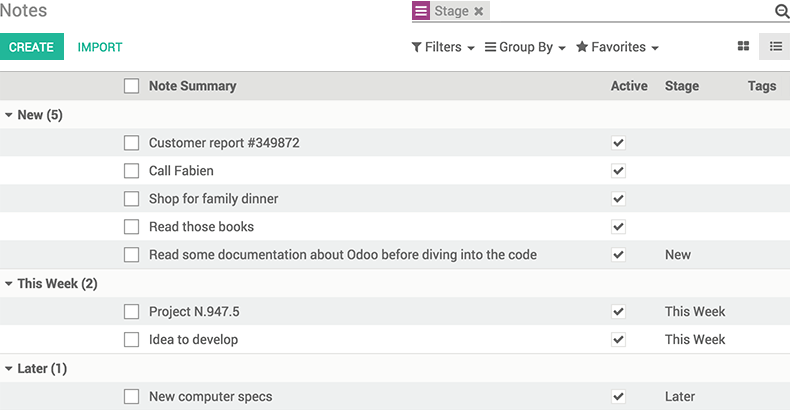 Notes
Stage
CREATE IMPORT Filters Group By Favorites
Note Summary Active Stage Tags
New (5)
Customer report #349872
Call Fabien
Shop for family dinner
Read those books
Read some documentation about Odoo before diving into the code New
This Week (2)
Project N.947.5 This Week
Idea to develop This Week
Later (1)
New computer specs Later